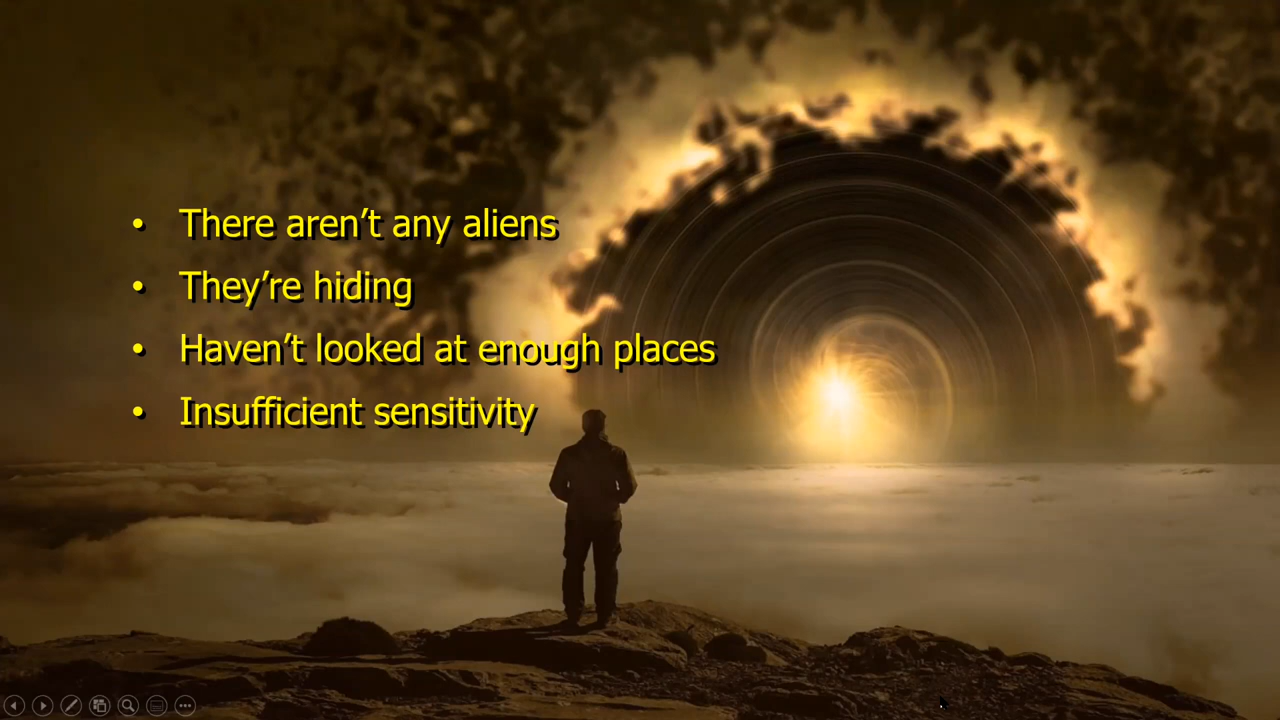 • There aren’t any aliens
• They’re hiding
• Haven’t looked at enough places
• Insufficient sensitivity